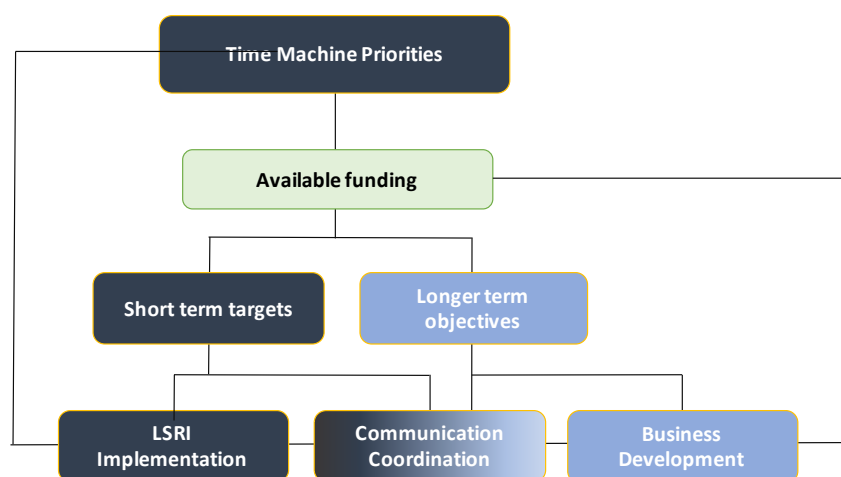 Time Machine Priorities
Available funding
Short term targets
Longer term
objectives
LSRI
Implementation
Communication
Coordination
Business
Development